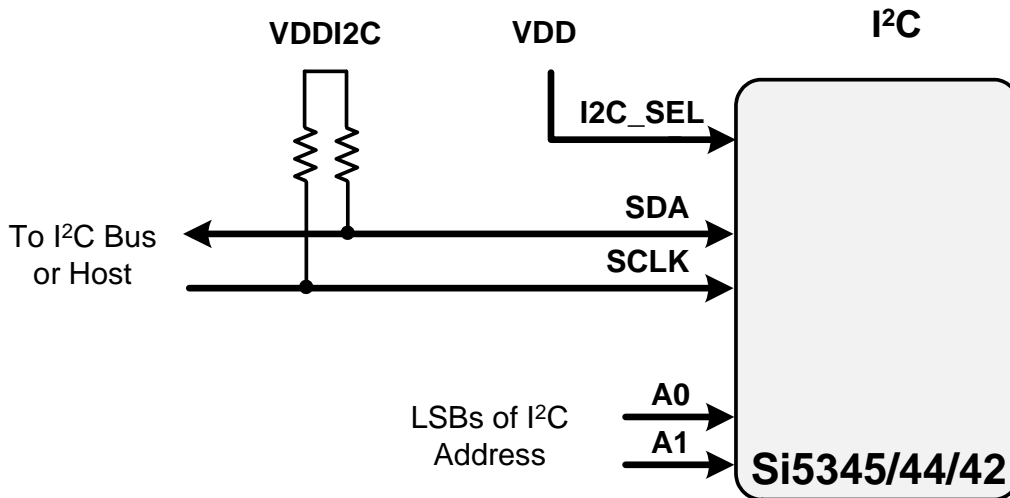 VDDI2C
VDD
I²C
I2C_SEL
SDA
To I²C Bus
or Host
SCLK
A0
LSBs of I²C
Address
A1
Si5345/44/42